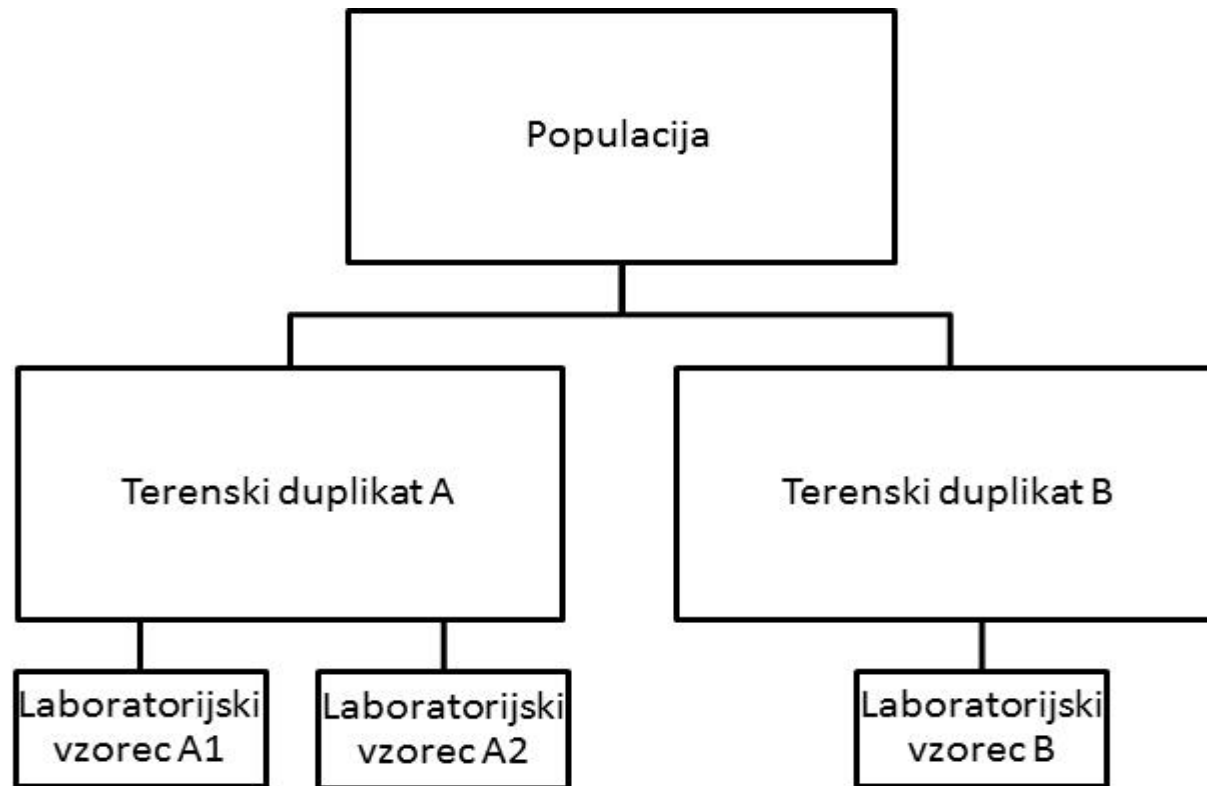 Populacija
Terenski duplikat A
Terenski duplikat B
Laboratorijski
vzorec A1
Laboratorijski
vzorec A2
Laboratorijski
vzorec B